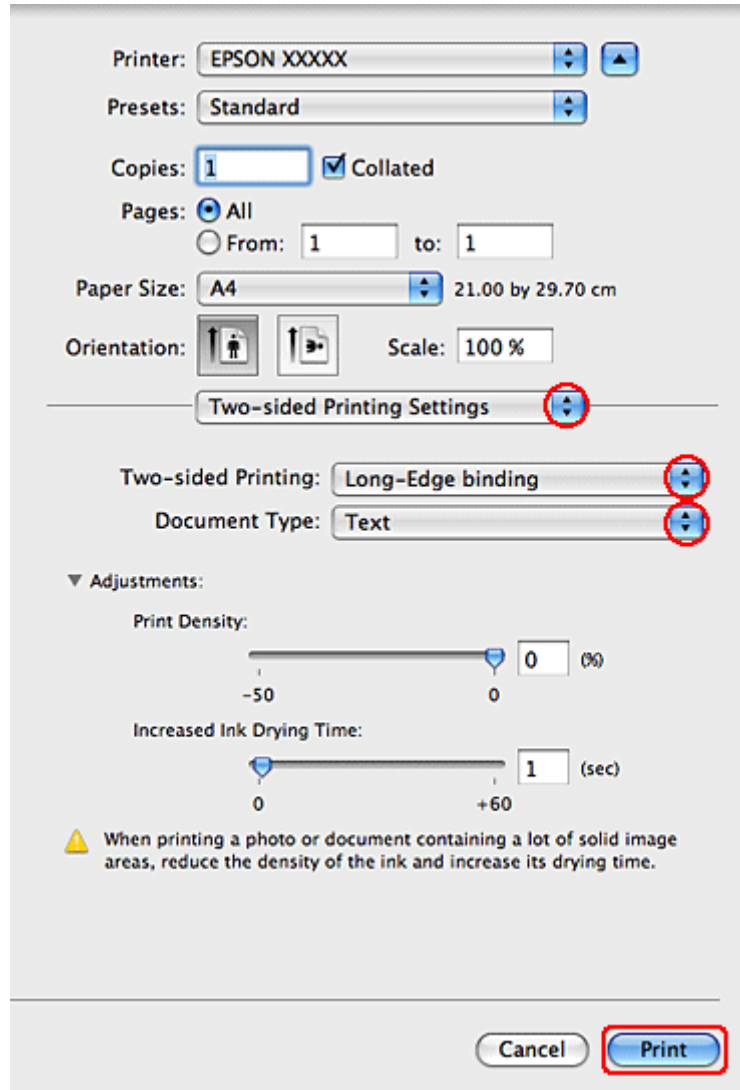 Printer: EPSON XXXXX
Presets: Standard
Copies: 1 Collated
Pages: All
From: 1 to: 1
Paper Size: A4 21.00 by 29.70 cm
Orientation: Scale: 100 %
Two-sided Printing Settings
Two-sided Printing: Long-Edge binding
Document Type: Text
Adjustments:
Print Density:
0 (%)
-50 0
Increased Ink Drying Time:
1 (sec)
0 +60
When printing a photo or document containing a lot of solid image
areas, reduce the density of the ink and increase its drying time.
Cancel Print